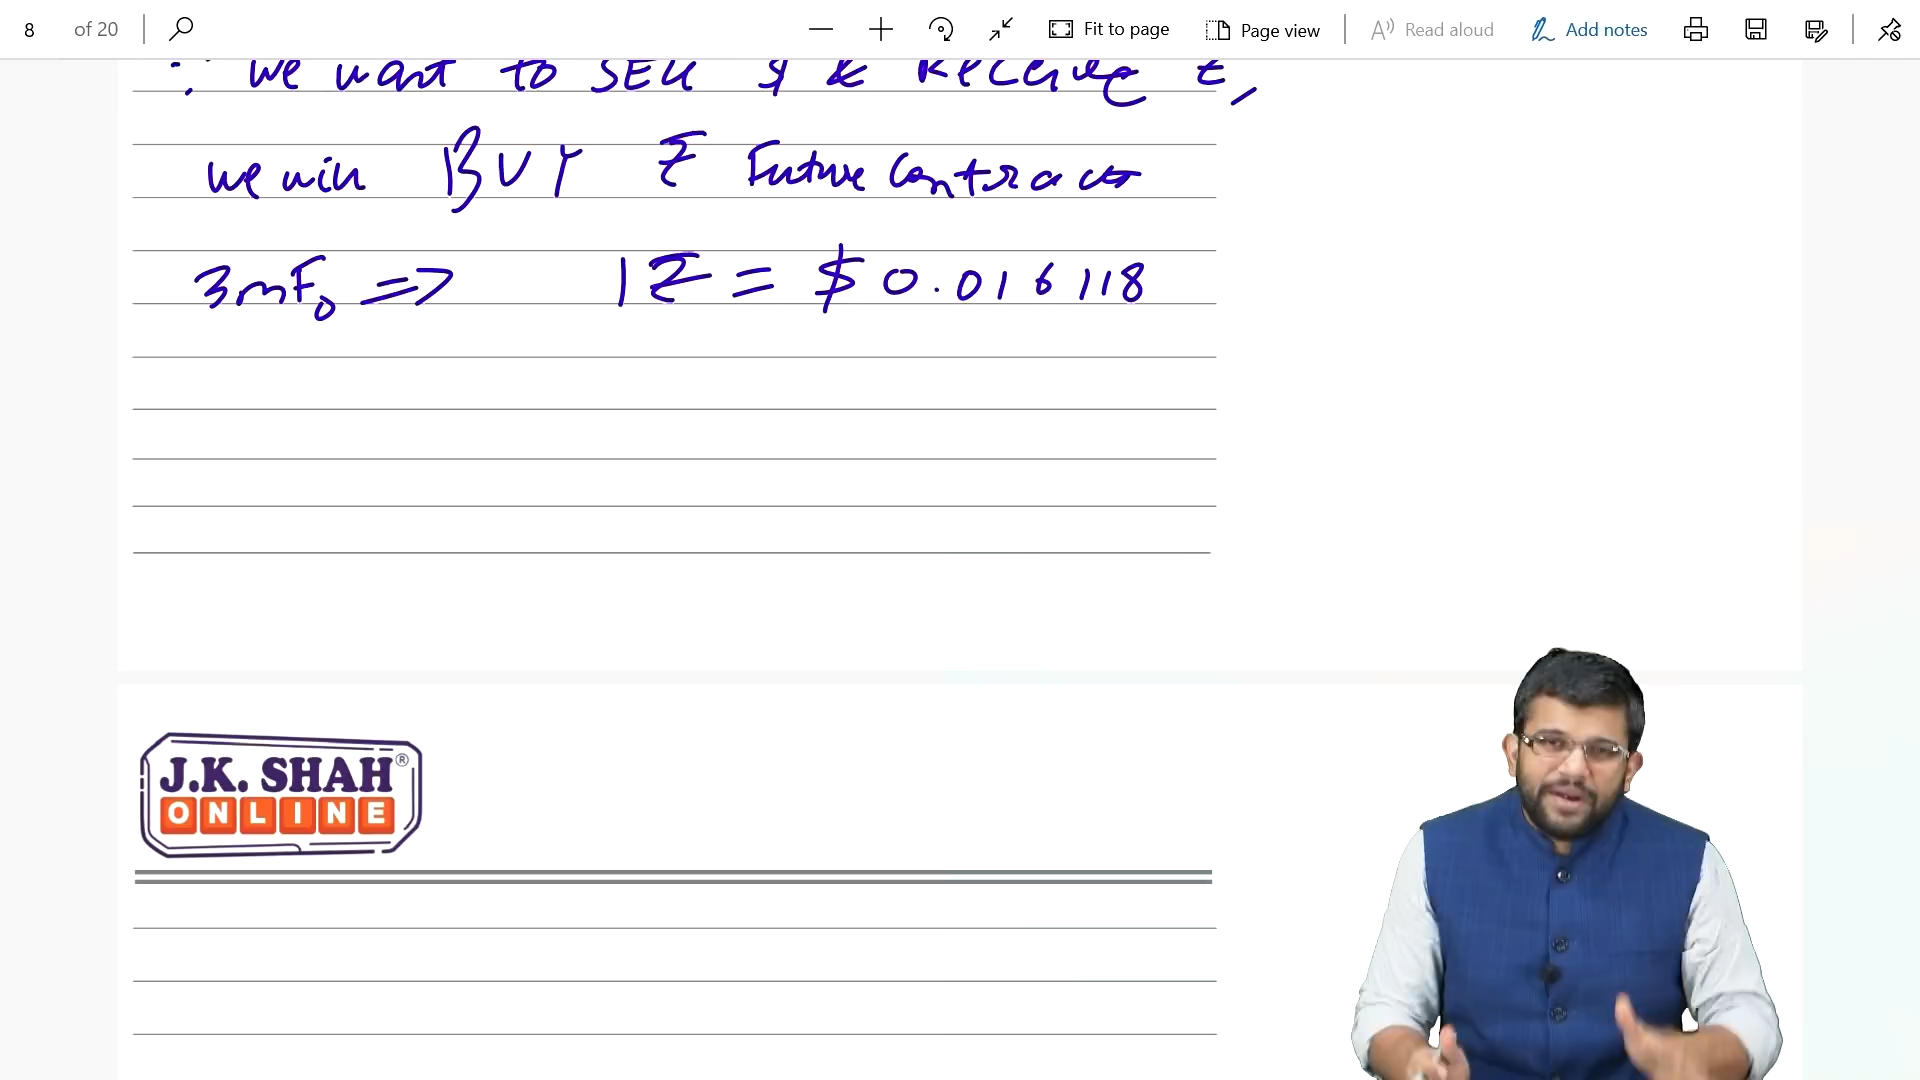 8 of 20 Fit to page Page view Read aloud Add notes
∵ we want to SELL $ & Receive ₹,
we will BUY ₹ Future Contracts
3mF₀ => 1₹ = $0.016118
J.K. SHAH®
ONLINE